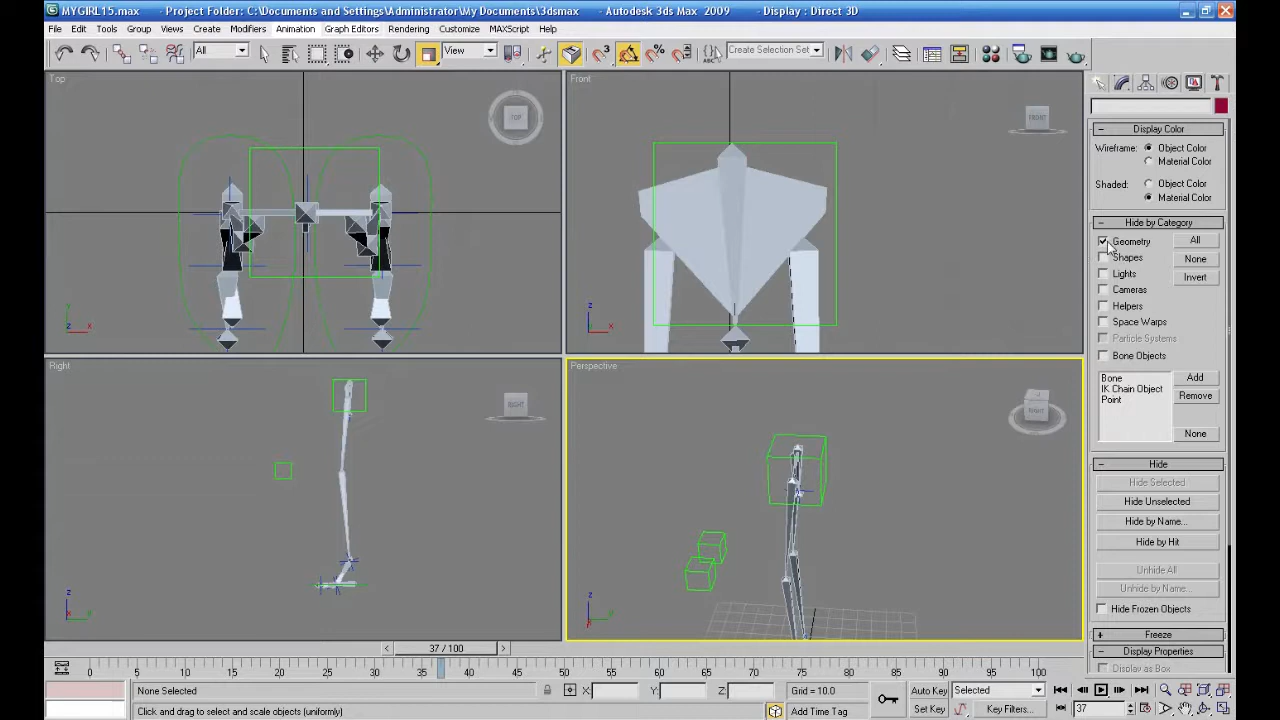 MYGIRL15.max - Project Folder: C:\Documents and Settings\Administrator\My Documents\3dsmax - Autodesk 3ds Max 2009 - Display : Direct 3D
File Edit Tools Group Views Create Modifiers Animation Graph Editors Rendering Customize MAXScript Help
All View Create Selection Set
Top Front
TOP FRONT
Display Color
Wireframe: Object Color
Material Color
Shaded: Object Color
Material Color
Hide by Category
Geometry All
Shapes None
Lights
Invert
Cameras
Helpers
Space Warps
Particle Systems
Bone Objects
Bone Add
IK Chain Object
Point Remove
None
Right Perspective
RIGHT RIGHT
Hide
Hide Selected
Hide Unselected
Hide by Name...
Hide by Hit
Unhide All
Unhide by Name...
Hide Frozen Objects
Freeze
Display Properties
Display as Box
37 / 100
0 5 10 15 20 25 30 35 40 45 50 55 60 65 70 75 80 85 90 95 100
None Selected X: Y: Z: Grid = 10.0 Auto Key Selected
Click and drag to select and scale objects (uniformly) Add Time Tag Set Key Key Filters... 37